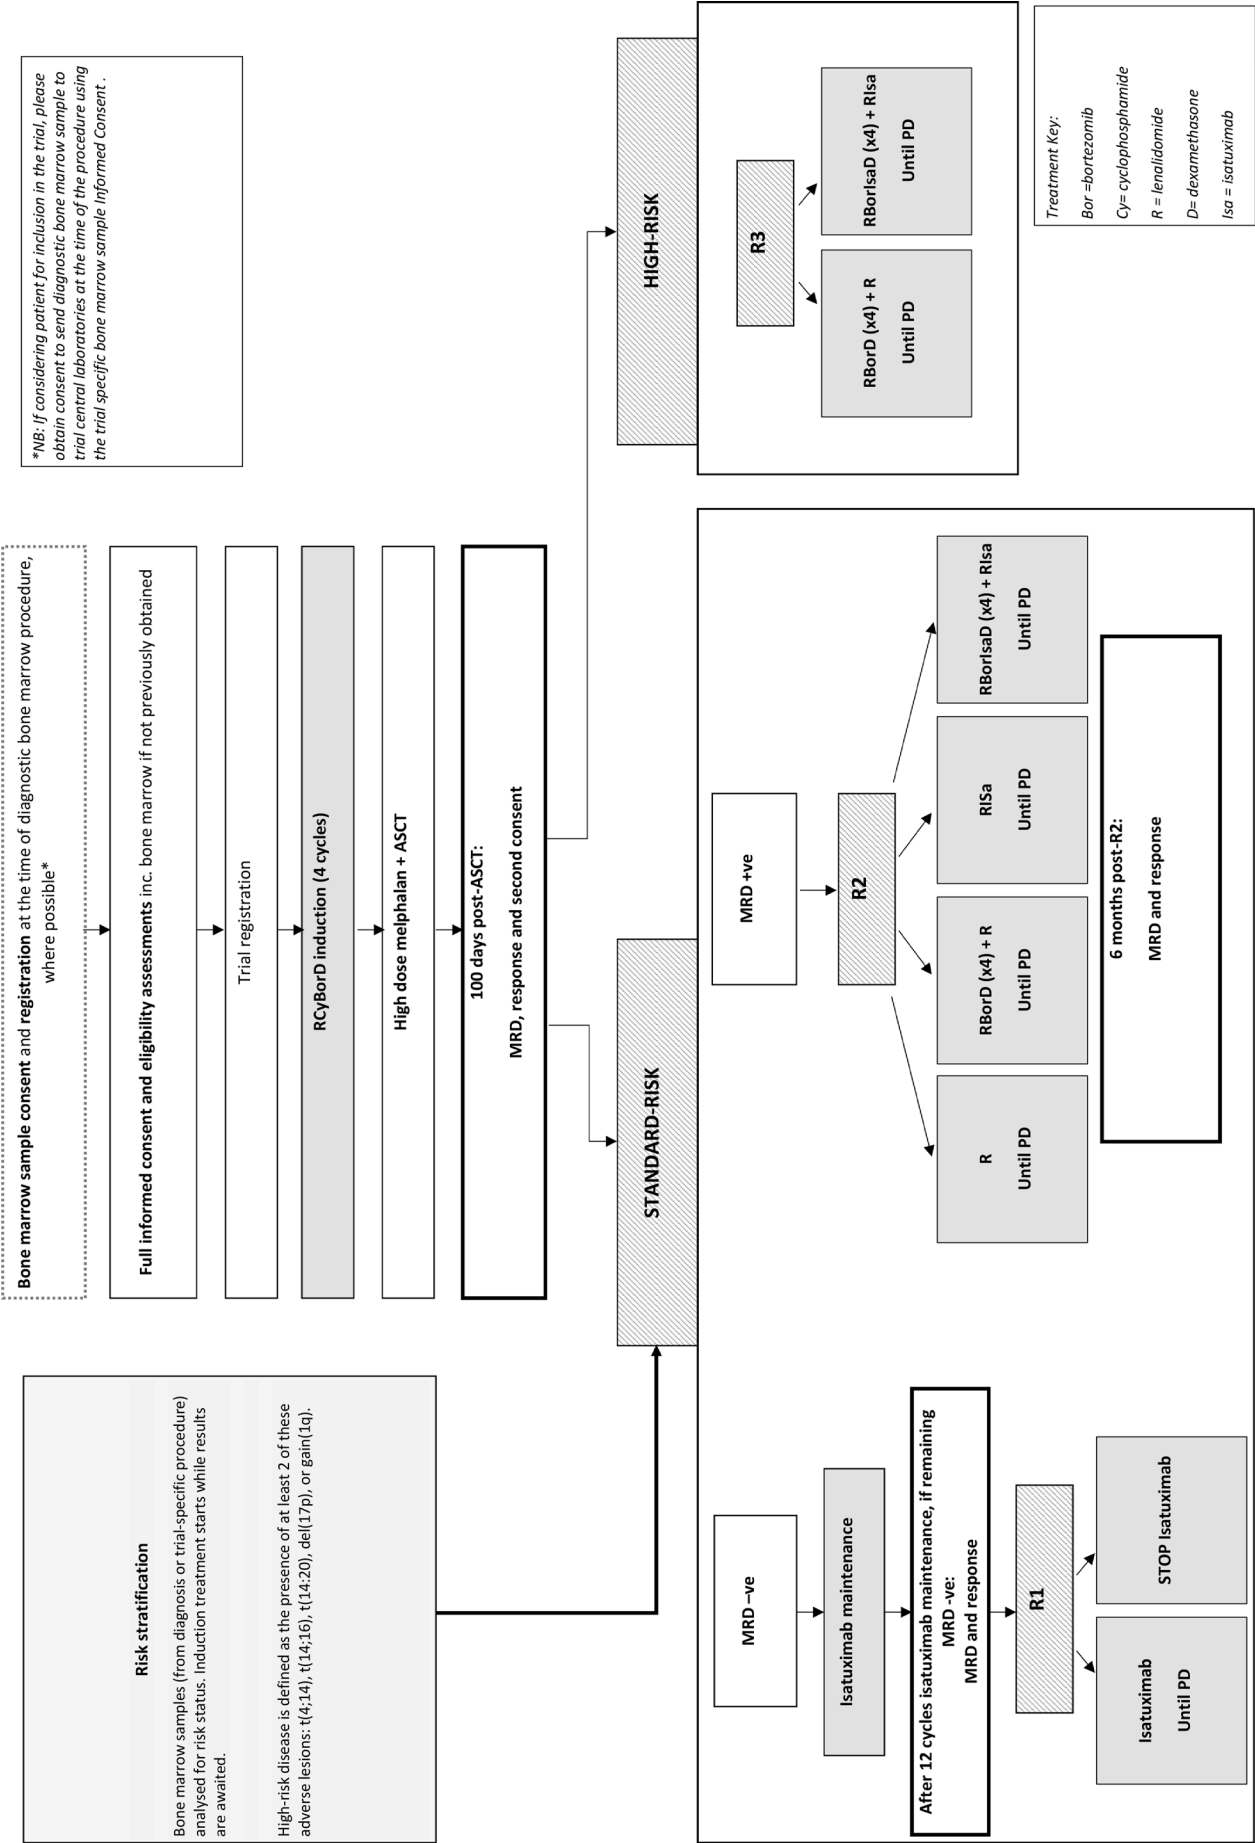 Bone marrow sample consent and registration at the time of diagnostic bone marrow procedure,
where possible*
*NB: If considering patient for inclusion in the trial, please
obtain consent to send diagnostic bone marrow sample to
trial central laboratories at the time of the procedure using
the trial specific bone marrow sample Informed Consent .
Risk stratification
Bone marrow samples (from diagnosis or trial-specific procedure)
analysed for risk status. Induction treatment starts while results
are awaited.
High-risk disease is defined as the presence of at least 2 of these
adverse lesions: t(4;14), t(14;16), t(14:20), del(17p), or gain(1q).
Full informed consent and eligibility assessments inc. bone marrow if not previously obtained
Trial registration
RCyBorD induction (4 cycles)
High dose melphalan + ASCT
100 days post-ASCT:
MRD, response and second consent
STANDARD-RISK
HIGH-RISK
MRD –ve
Isatuximab maintenance
After 12 cycles isatuximab maintenance, if remaining
MRD -ve:
MRD and response
R1
Isatuximab
Until PD
STOP Isatuximab
MRD +ve
R2
R
Until PD
RBorD (x4) + R
Until PD
RISa
Until PD
RBorIsaD (x4) + RIsa
Until PD
6 months post-R2:
MRD and response
R3
RBorD (x4) + R
Until PD
RBorIsaD (x4) + RIsa
Until PD
Treatment Key:
Bor =bortezomib
Cy= cyclophosphamide
R = lenalidomide
D= dexamethasone
Isa = isatuximab